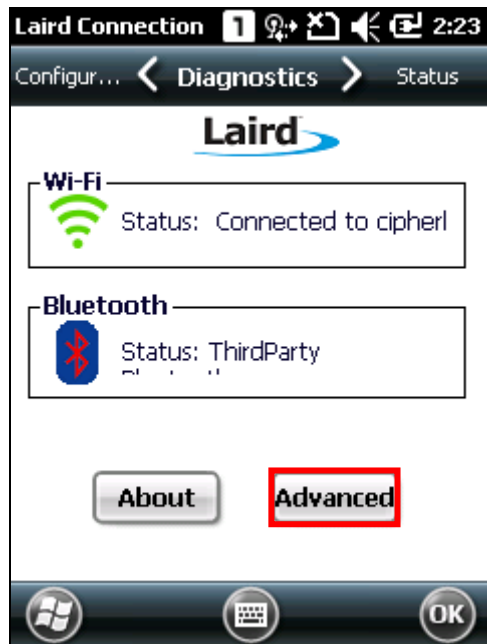 Laird Connection 1 2:23
Configur... Diagnostics Status
Laird
Wi-Fi
Status: Connected to cipherl
Bluetooth
Status: ThirdParty
About Advanced
OK